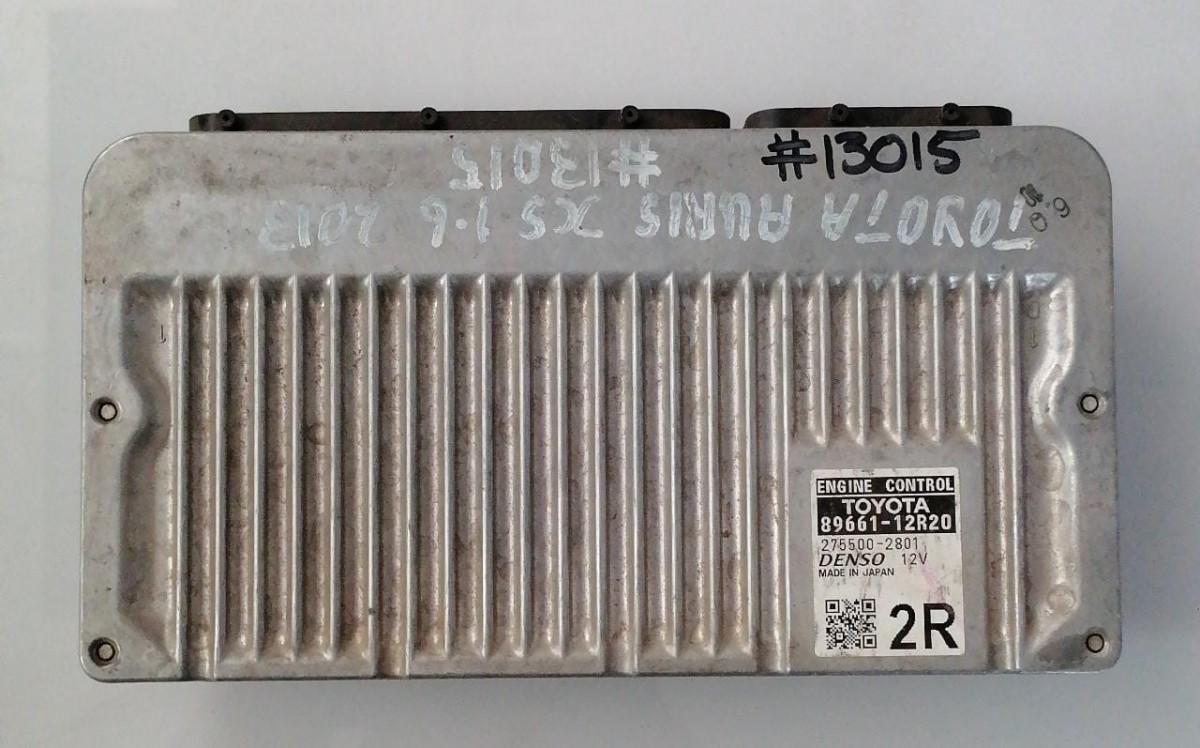 #13015
TOYOTA AURIS JCS 1.6 2013
#13015
ENGINE CONTROL
TOYOTA
89661-12R20
275500-2801
DENSO 12V
MADE IN JAPAN
2R